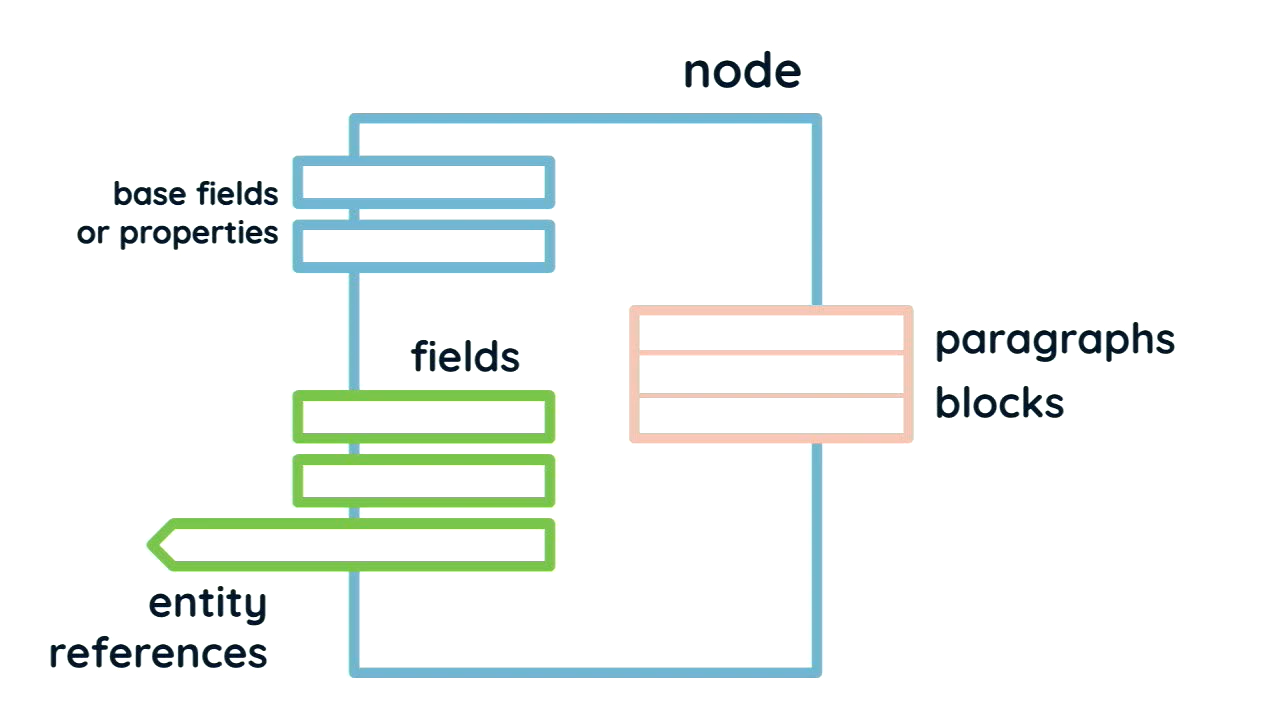 node
base fields
or properties
fields
paragraphs
blocks
entity
references